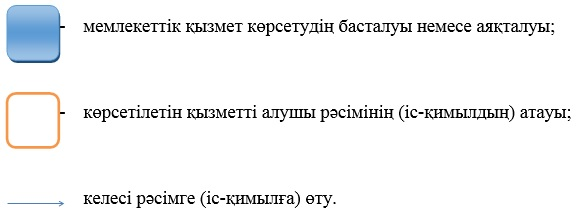 - мемлекеттік қызмет көрсетудің басталуы немесе аяқталуы;
- көрсетілетін қызметті алушы рәсімінің (іс-қимылдың) атауы;
келесі рәсімге (іс-қимылға) өту.